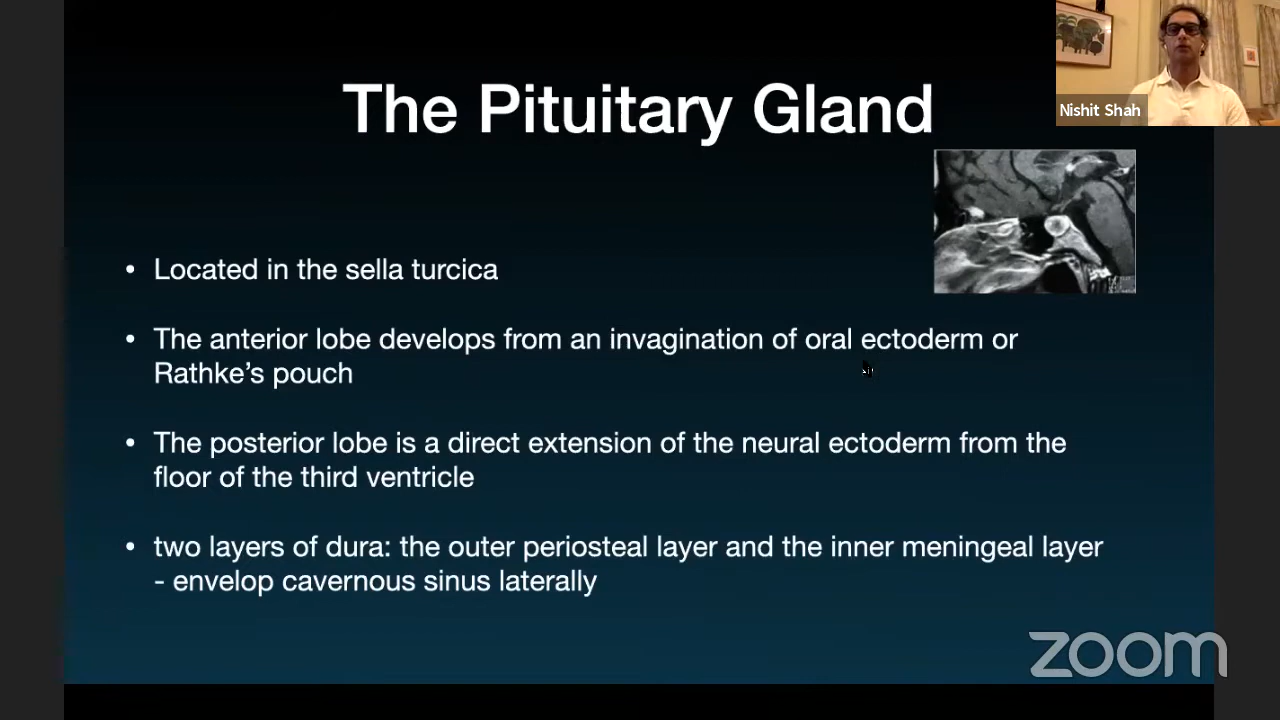 The Pituitary Gland
Nishit Shah
• Located in the sella turcica
• The anterior lobe develops from an invagination of oral ectoderm or
Rathke’s pouch
• The posterior lobe is a direct extension of the neural ectoderm from the
floor of the third ventricle
• two layers of dura: the outer periosteal layer and the inner meningeal layer
- envelop cavernous sinus laterally
zoom